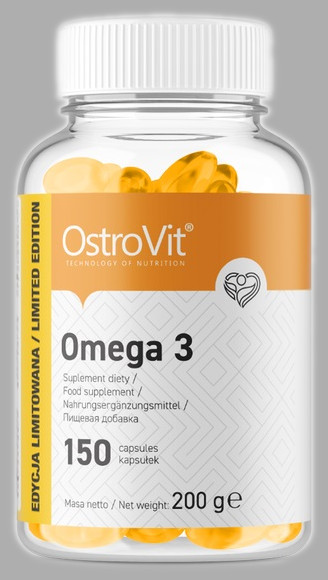 OstroVit®
TECHNOLOGY OF NUTRITION
EDYCJA LIMITOWANA / LIMITED EDITION
Omega 3
Suplement diety /
Food supplement /
Nahrungsergänzungsmittel /
Пищевая добавка
150 capsules
kapsułek
Masa netto / Net weight: 200 g℮